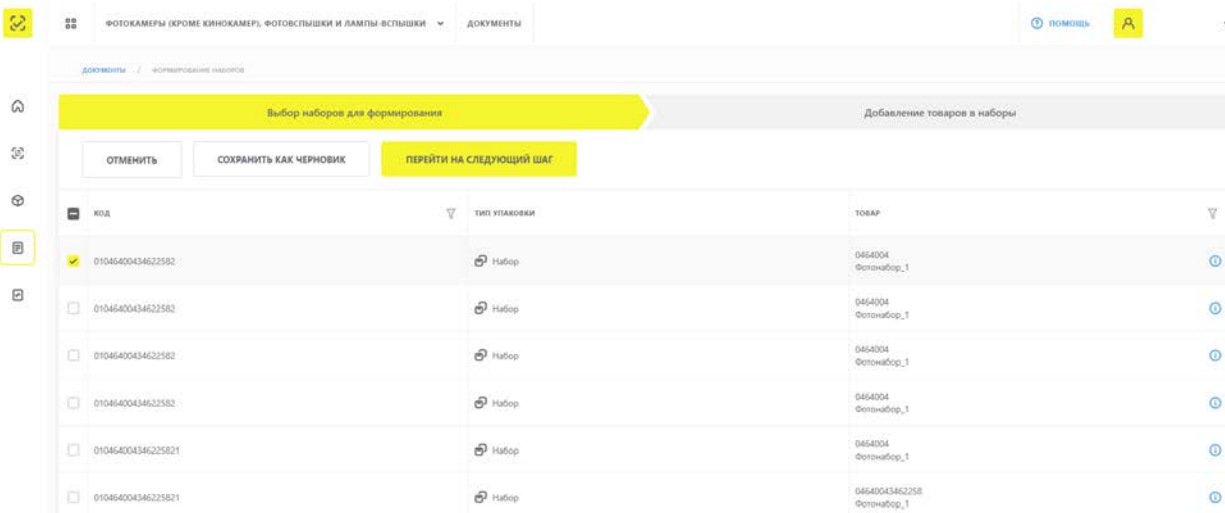 ФОТОКАМЕРЫ (КРОМЕ КИНОКАМЕР), ФОТОВСПЫШКИ И ЛАМПЫ-ВСПЫШКИ ДОКУМЕНТЫ ПОМОЩЬ
ДОКУМЕНТЫ / ФОРМИРОВАНИЕ НАБОРОВ
Выбор наборов для формирования Добавление товаров в наборы
ОТМЕНИТЬ СОХРАНИТЬ КАК ЧЕРНОВИК ПЕРЕЙТИ НА СЛЕДУЮЩИЙ ШАГ
КОД ТИП УПАКОВКИ ТОВАР
01046400434622582 Набор 0464004
Фотонабор_1
01046400434622582 Набор 0464004
Фотонабор_1
01046400434622582 Набор 0464004
Фотонабор_1
01046400434622582 Набор 0464004
Фотонабор_1
010464004346225821 Набор 0464004
Фотонабор_1
010464004346225821 Набор 04640043462258
Фотонабор_1